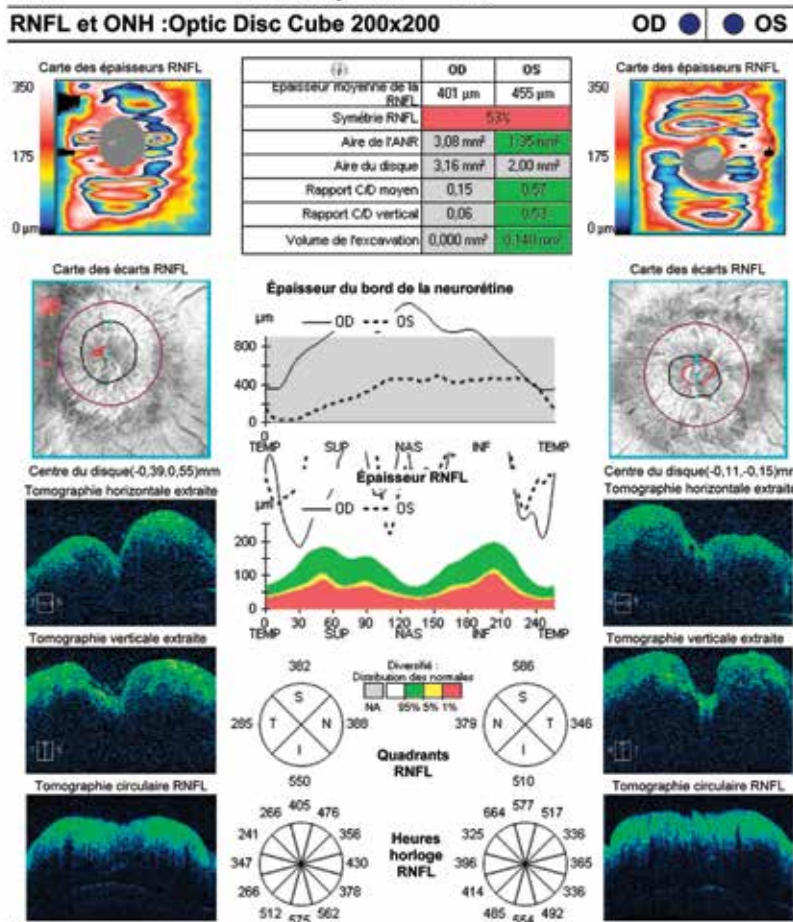 RNFL et ONH :Optic Disc Cube 200x200
OD
OS
Carte des épaisseurs RNFL
350
175
0 µm
OD OS
Epaisseur moyenne de la RNFL 401 µm 455 µm
Symétrie RNFL 53%
Aire de l'ANR 3,08 mm² 1,35 mm²
Aire du disque 3,16 mm² 2,00 mm²
Rapport C/D moyen 0,15 0,57
Rapport C/D vertical 0,06 0,53
Volume de l'excavation 0,000 mm³ 0,140 mm³
Carte des épaisseurs RNFL
350
175
0 µm
Carte des écarts RNFL
Centre du disque(-0,39,0,55)mm
Épaisseur du bord de la neurorétine
µm
OD OS
800
400
0
TEMP SUP NAS INF TEMP
Carte des écarts RNFL
Centre du disque(-0,11,-0,15)mm
Épaisseur RNFL
µm
OD OS
200
100
0
0 30 60 90 120 150 180 210 240
TEMP SUP NAS INF TEMP
Tomographie horizontale extraite
Tomographie verticale extraite
Tomographie circulaire RNFL
Tomographie horizontale extraite
Tomographie verticale extraite
Tomographie circulaire RNFL
Diversifié :
Distribution des normales
NA 95% 5% 1%
382
285 T S N I 388
550
Quadrants
RNFL
586
379 N S T I 346
510
Heures
horloge
RNFL
266 405 476
241 356
347 430
266 378
512 575 562
664 577 517
325 336
396 365
414 336
485 554 492